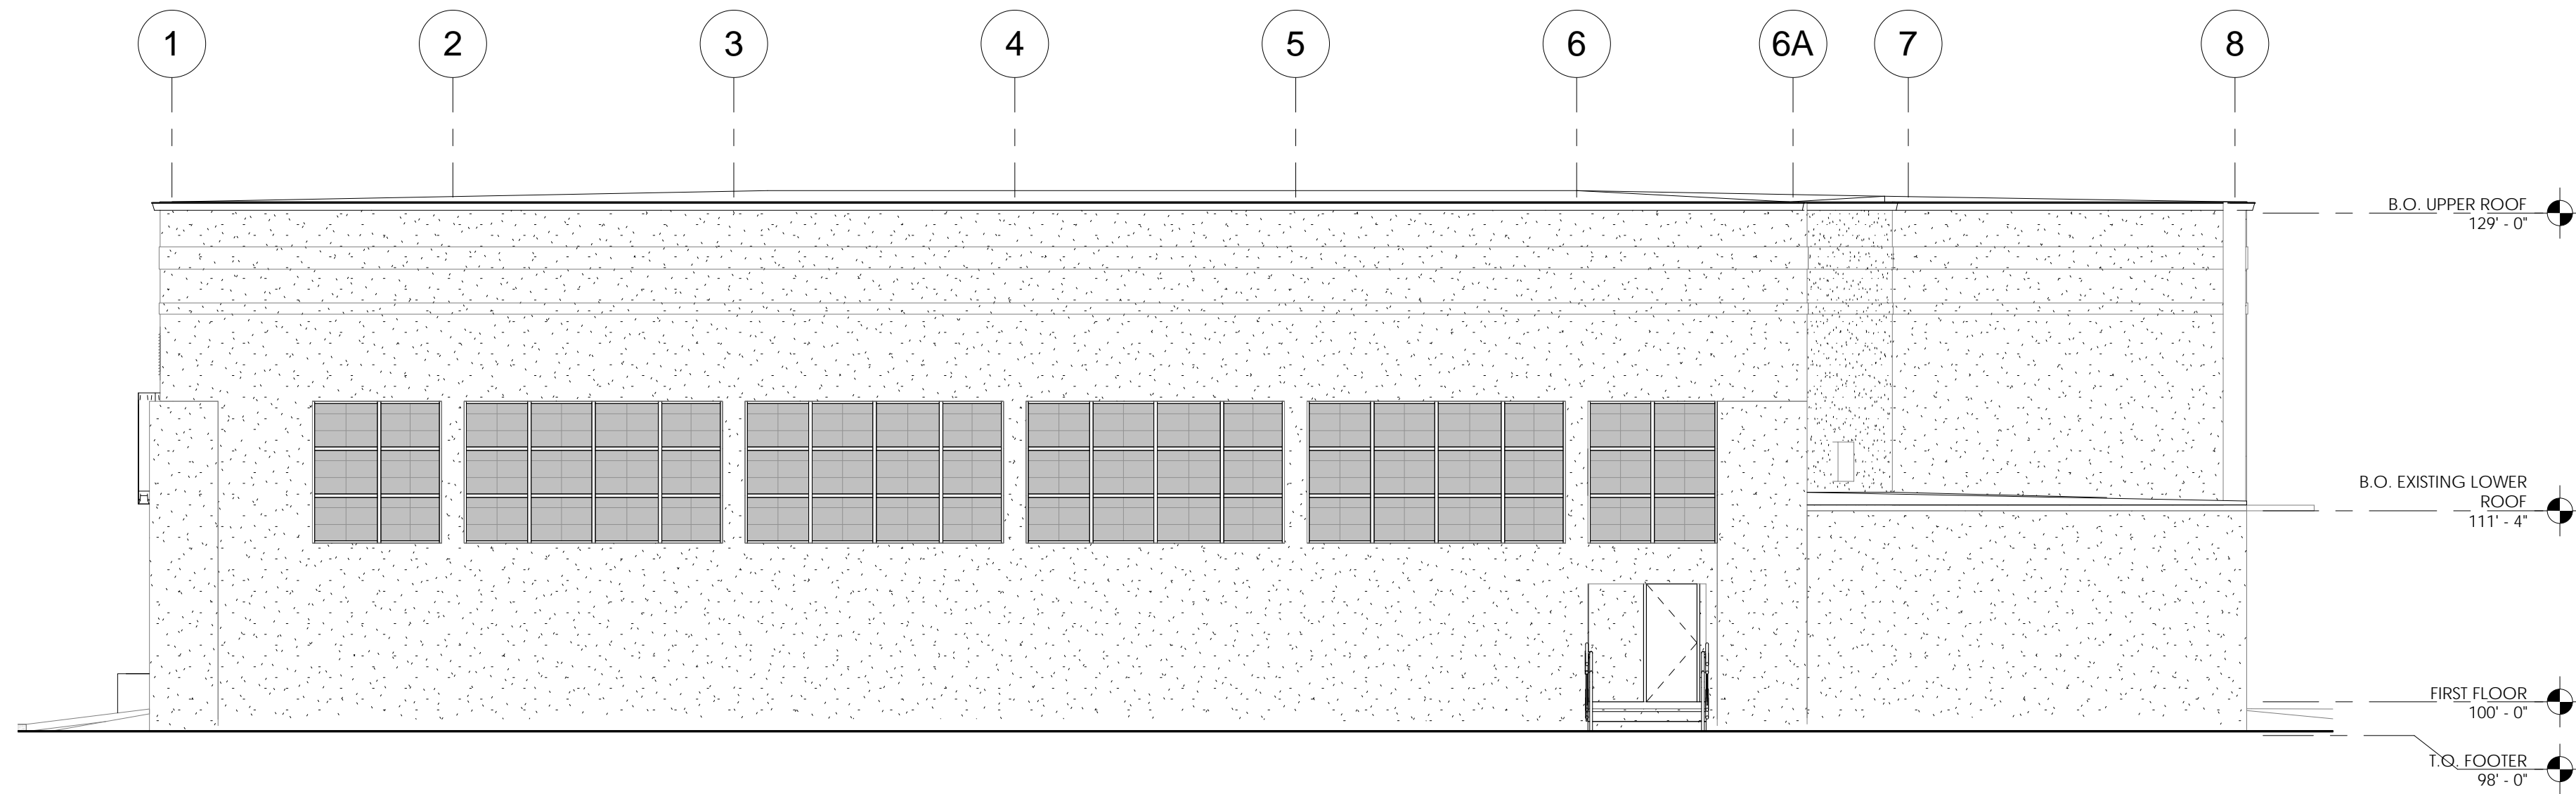 1 2 3 4 5 6 6A 7 8
B.O. UPPER ROOF
129' - 0"
B.O. EXISTING LOWER
ROOF
111' - 4"
FIRST FLOOR
100' - 0"
T.O. FOOTER
98' - 0"